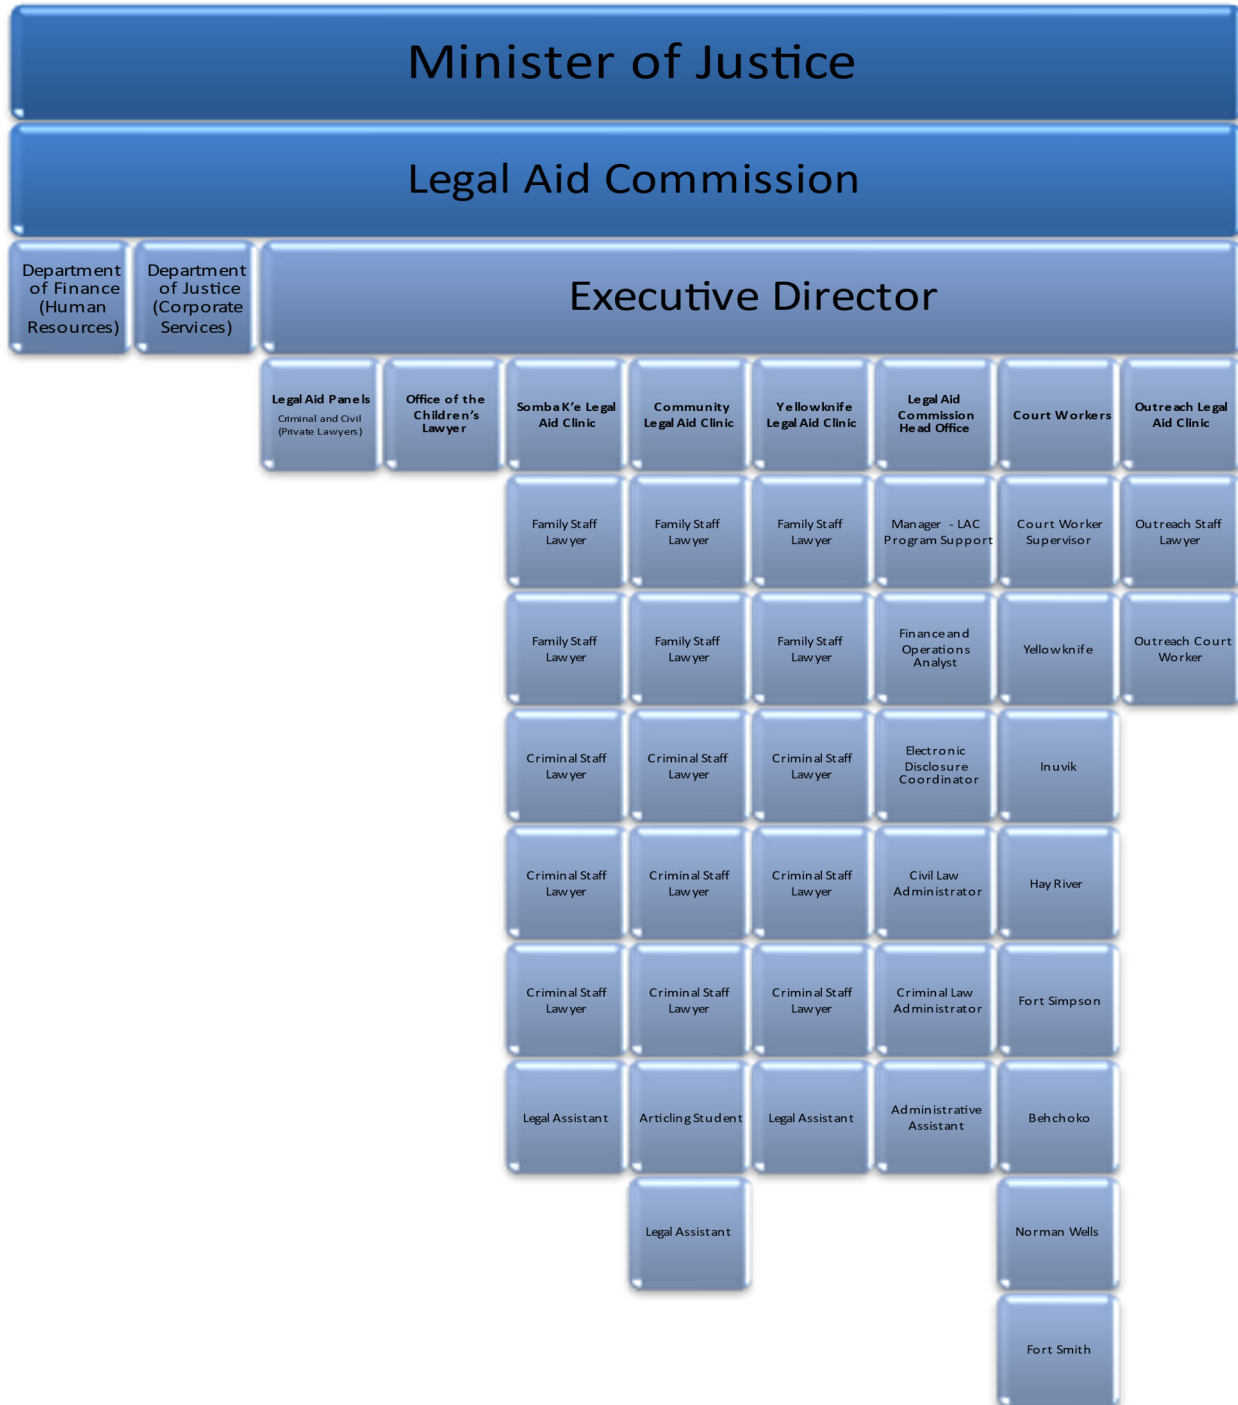 Minister of Justice
Legal Aid Commission
Department
of Finance
(Human
Resources)
Department
of Justice
(Corporate
Services)
Executive Director
Legal Aid Panels
Criminal and Civil
(Private Lawyers)
Office of the
Children's
Lawyer
Somba K'e Legal
Aid Clinic
Community
Legal Aid Clinic
Yellowknife
Legal Aid Clinic
Legal Aid
Commission
Head Office
Court Workers
Outreach Legal
Aid Clinic
Family Staff
Lawyer
Family Staff
Lawyer
Family Staff
Lawyer
Manager - LAC
Program Support
Court Worker
Supervisor
Outreach Staff
Lawyer
Family Staff
Lawyer
Family Staff
Lawyer
Family Staff
Lawyer
Finance and
Operations
Analyst
Yellowknife
Outreach Court
Worker
Criminal Staff
Lawyer
Criminal Staff
Lawyer
Criminal Staff
Lawyer
Electronic
Disclosure
Coordinator
Inuvik
Criminal Staff
Lawyer
Criminal Staff
Lawyer
Criminal Staff
Lawyer
Civil Law
Administrator
Hay River
Criminal Staff
Lawyer
Criminal Staff
Lawyer
Criminal Staff
Lawyer
Criminal Law
Administrator
Fort Simpson
Legal Assistant
Articling Student
Legal Assistant
Administrative
Assistant
Behchoko
Legal Assistant
Norman Wells
Fort Smith